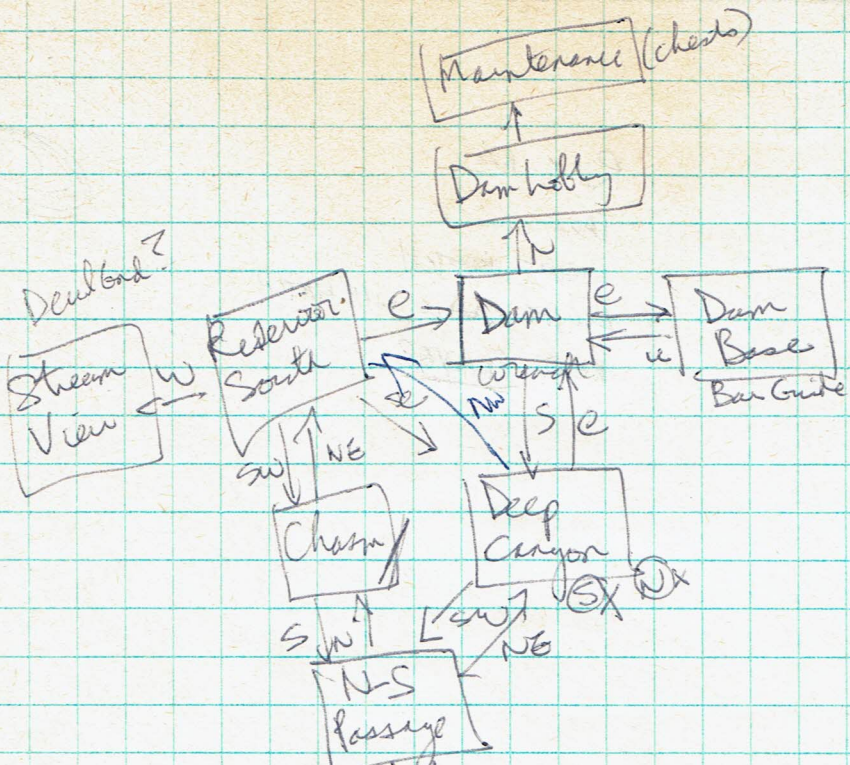 Maintenance (chests)
Dam Lobby
N
Dead End?
Stream
View
W
Reservoir
South
e
Dam
e
w
Dam
Base
wrench
Bar Guide
se
NW
S
e
SW
NE
Chasm
Deep
Canyon
S X
N X
S
N
SW
NE
N-S
Passage